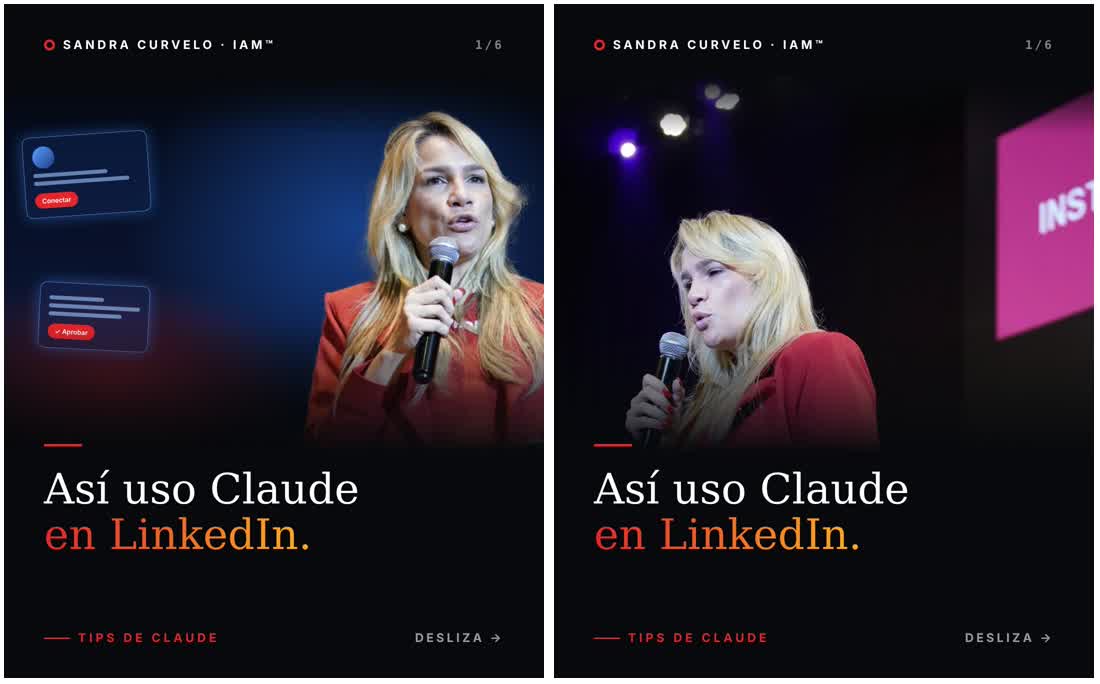 SANDRA CURVELO · IAM™
1/6
Conectar
✓ Aprobar
Así uso Claude
en LinkedIn.
TIPS DE CLAUDE
DESLIZA →
SANDRA CURVELO · IAM™
1/6
INST
Así uso Claude
en LinkedIn.
TIPS DE CLAUDE
DESLIZA →